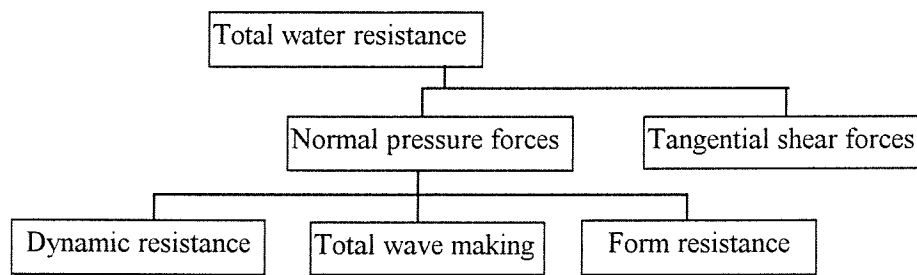 Total water resistance
Normal pressure forces
Tangential shear forces
Dynamic resistance
Total wave making
Form resistance